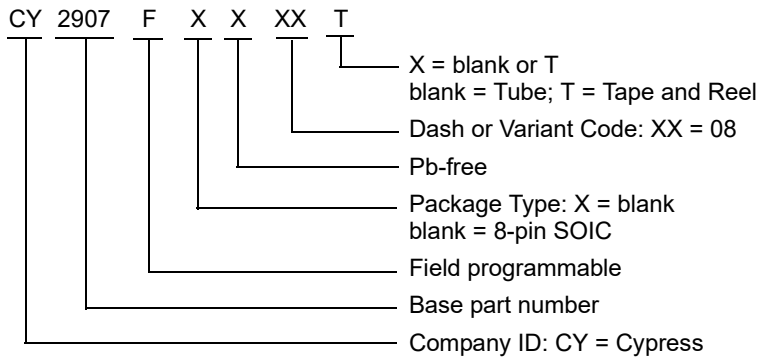 CY 2907 F X X XX T
X = blank or T
blank = Tube; T = Tape and Reel
Dash or Variant Code: XX = 08
Pb-free
Package Type: X = blank
blank = 8-pin SOIC
Field programmable
Base part number
Company ID: CY = Cypress